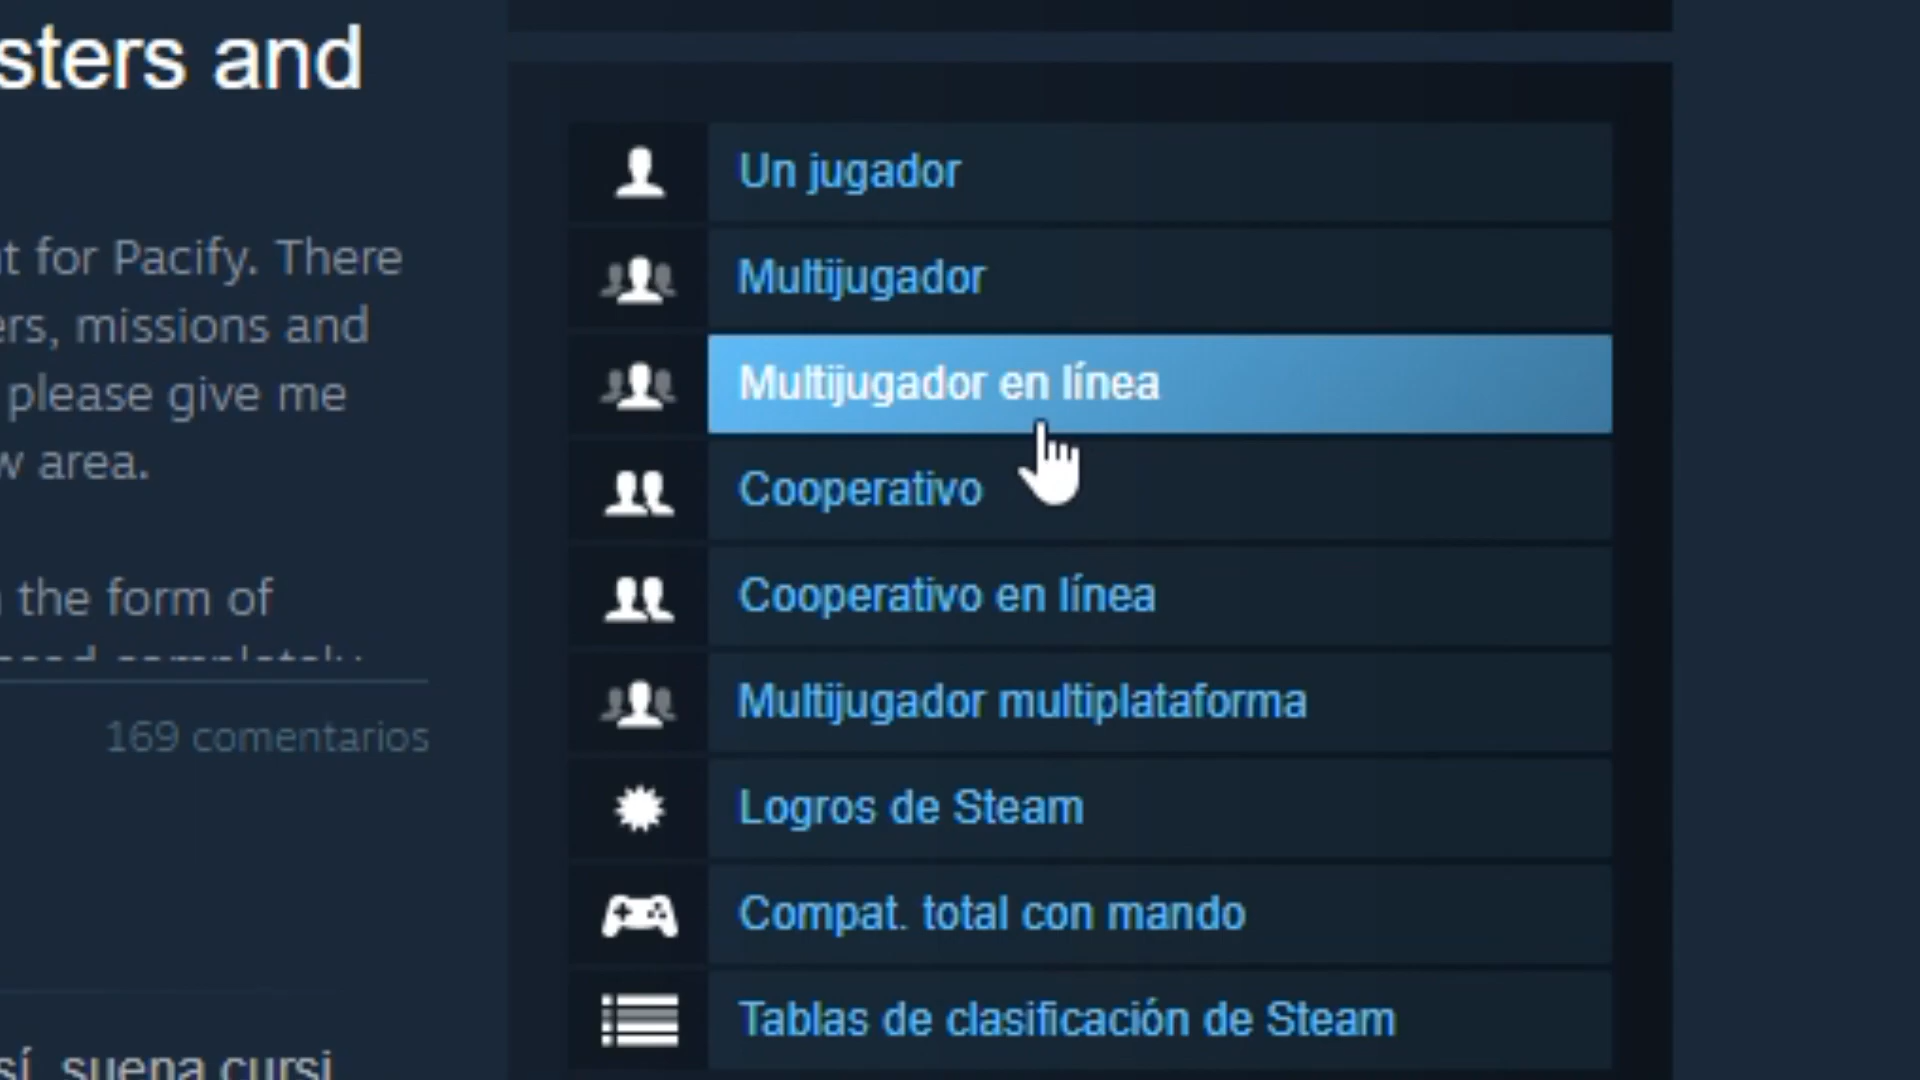 sters and
t for Pacify. There
ers, missions and
please give me
w area.
the form of
169 comentarios
sí, suena cursi
Un jugador
Multijugador
Multijugador en línea
Cooperativo
Cooperativo en línea
Multijugador multiplataforma
Logros de Steam
Compat. total con mando
Tablas de clasificación de Steam